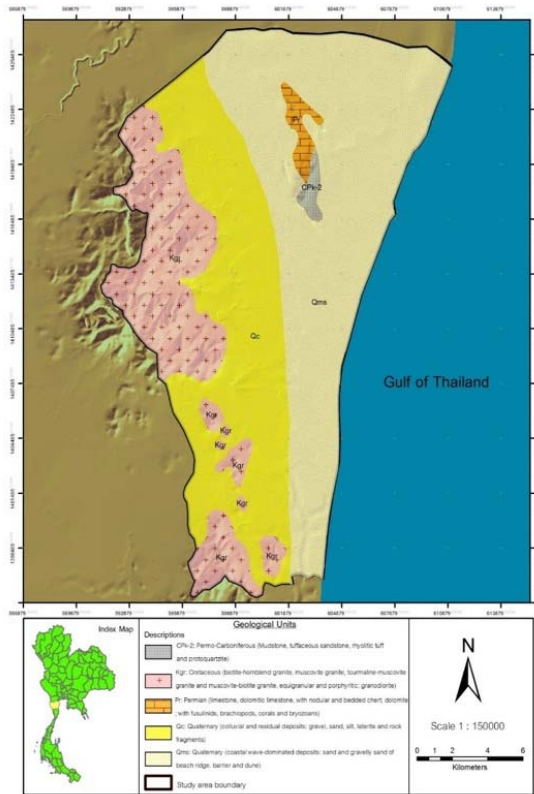 Pr
CPk-2
Kgr
Qms
Qc
Gulf of Thailand
Kgr
Kgr
Kgr
Kgr
Kgr
Kgr
Kgr
Index Map
Geological Units
Descriptions
CPk-2: Permo-Carboniferous (Mudstone, tuffaceous sandstone, rhyolitic tuff
and protoquartzite)
Kgr: Cretaceous (biotite-hornblend granite, muscovite granite, tourmaline-muscovite
granite and muscovite-biotite granite, equigranular and porphyritic; granodiorite)
Pr: Permian (limestone, dolomitic limestone, with nodular and bedded chert; dolomite
; with fusulinids, brachiopods, corals and bryozoans)
Qc: Quaternary (colluvial and residual deposits: gravel, sand, silt, laterite and rock
fragments)
Qms: Quaternary (coastal wave-dominated deposits: sand and gravelly sand of
beach ridge, barrier and dune)
Study area boundary
N
Scale 1 : 150000
0 1 2 4 6
Kilometers